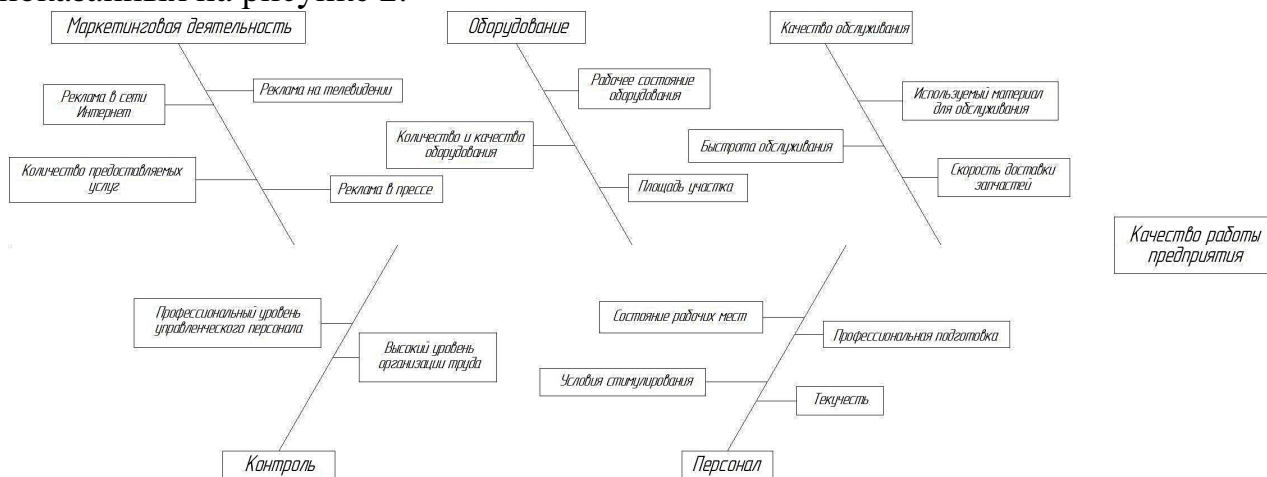 показанных на рисунке 2.
Маркетинговая деятельность
Оборудование
Качество обслуживания
Реклама в сети
Интернет
Реклама на телевидении
Количество предоставляемых
услуг
Реклама в прессе
Рабочее состояние
оборудования
Количество и качество
оборудования
Площадь участка
Используемый материал
для обслуживания
Быстрота обслуживания
Скорость доставки
запчастей
Качество работы
предприятия
Профессиональный уровень
управленческого персонала
Высокий уровень
организации труда
Состояние рабочих мест
Профессиональная подготовка
Условия стимулирования
Текучесть
Контроль
Персонал